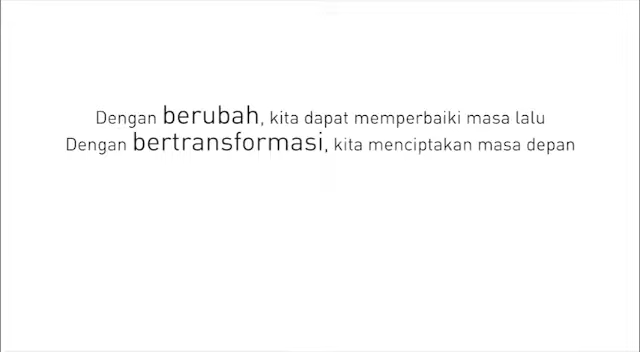 Dengan berubah, kita dapat memperbaiki masa lalu
Dengan bertransformasi, kita menciptakan masa depan